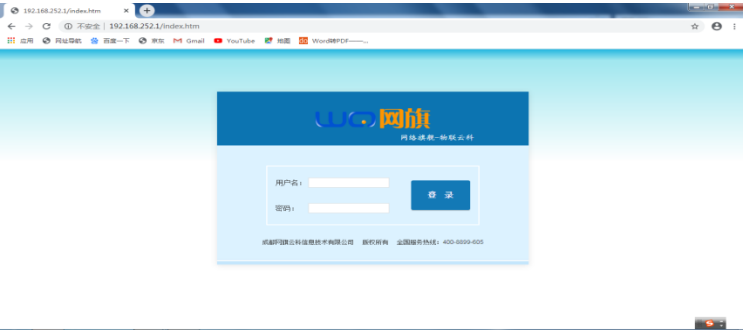 192.168.252.1/index.htm
不安全 | 192.168.252.1/index.htm
应用 网址导航 百度一下 京东 Gmail YouTube 地图 Word转PDF——...
WQ网旗
网络旗舰-物联云科
用户名：
密码：
登 录
成都网旗云科信息技术有限公司 版权所有 全国服务热线：400-8699-605